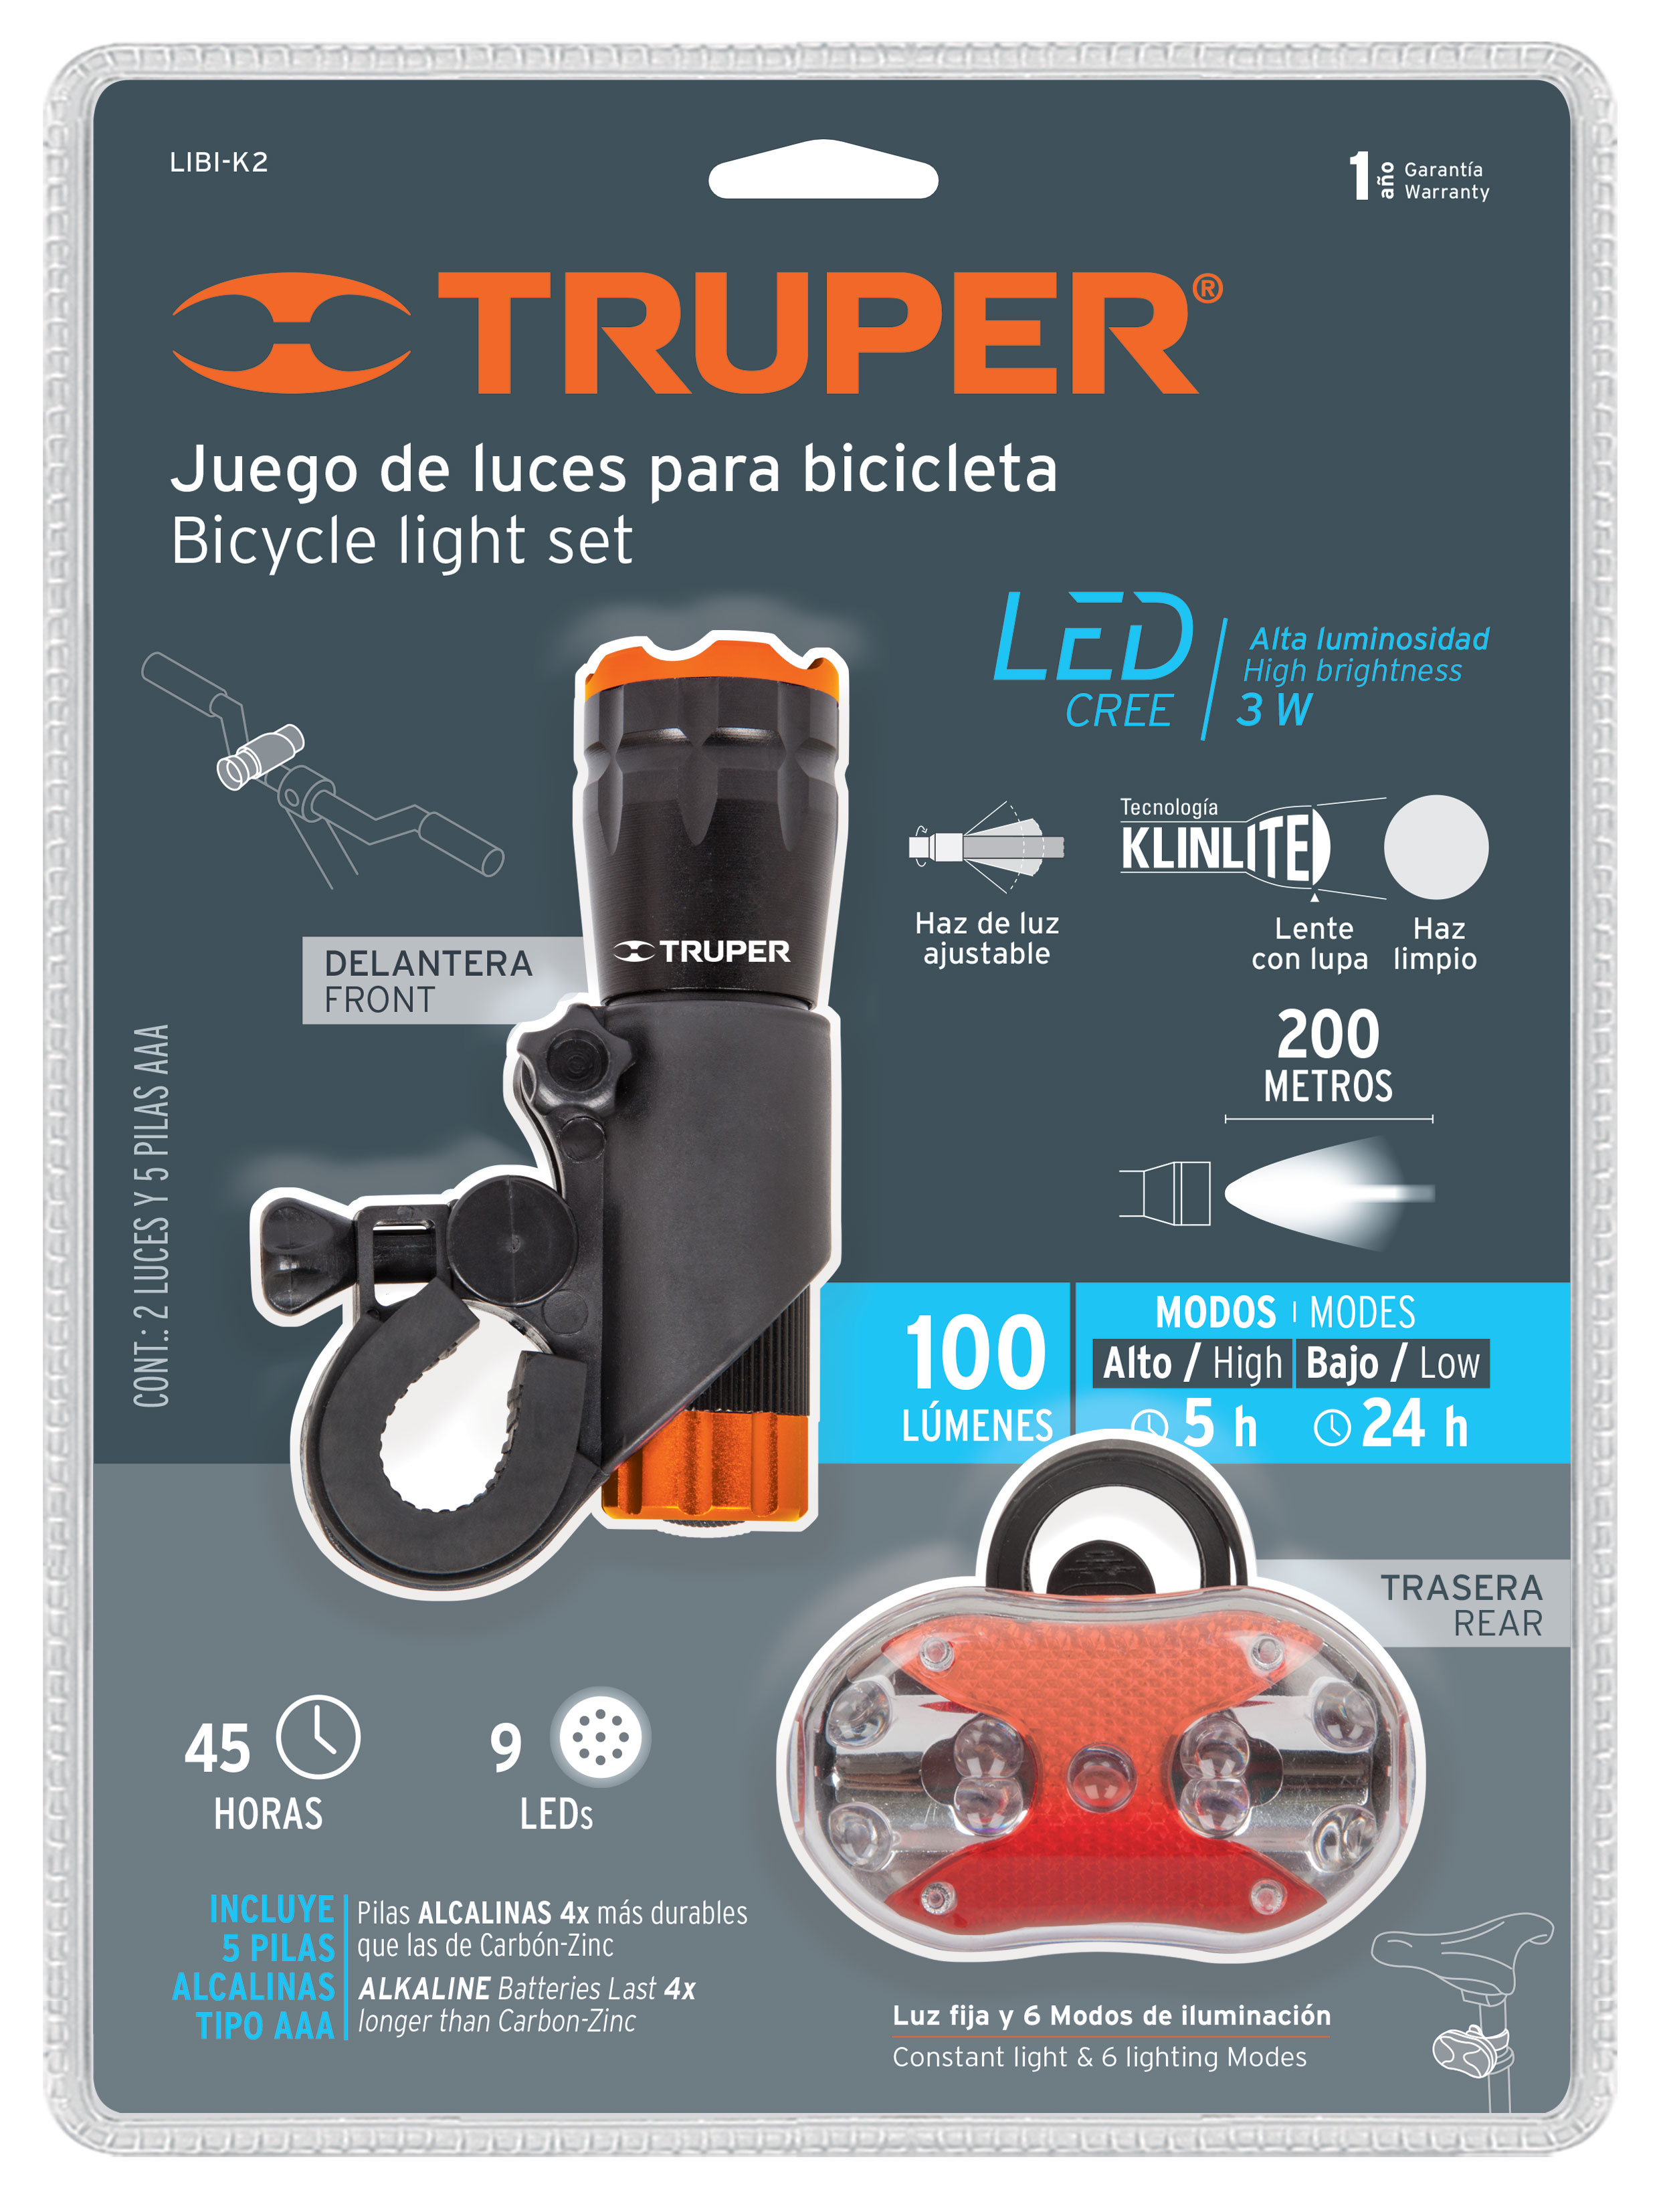 LIBI-K2
1 año Garantía
Warranty
TRUPER®
Juego de luces para bicicleta
Bicycle light set
LED
CREE
Alta luminosidad
High brightness
3 W
Tecnología
KLINLITE
Haz de luz
ajustable
Lente
con lupa
Haz
limpio
TRUPER
DELANTERA
FRONT
200
METROS
CONT.: 2 LUCES Y 5 PILAS AAA
100
LÚMENES
MODOS | MODES
Alto / High
Bajo / Low
5 h
24 h
TRASERA
REAR
45
HORAS
9
LEDs
INCLUYE
5 PILAS
ALCALINAS
TIPO AAA
Pilas ALCALINAS 4x más durables
que las de Carbón-Zinc
ALKALINE Batteries Last 4x
longer than Carbon-Zinc
Luz fija y 6 Modos de iluminación
Constant light & 6 lighting Modes